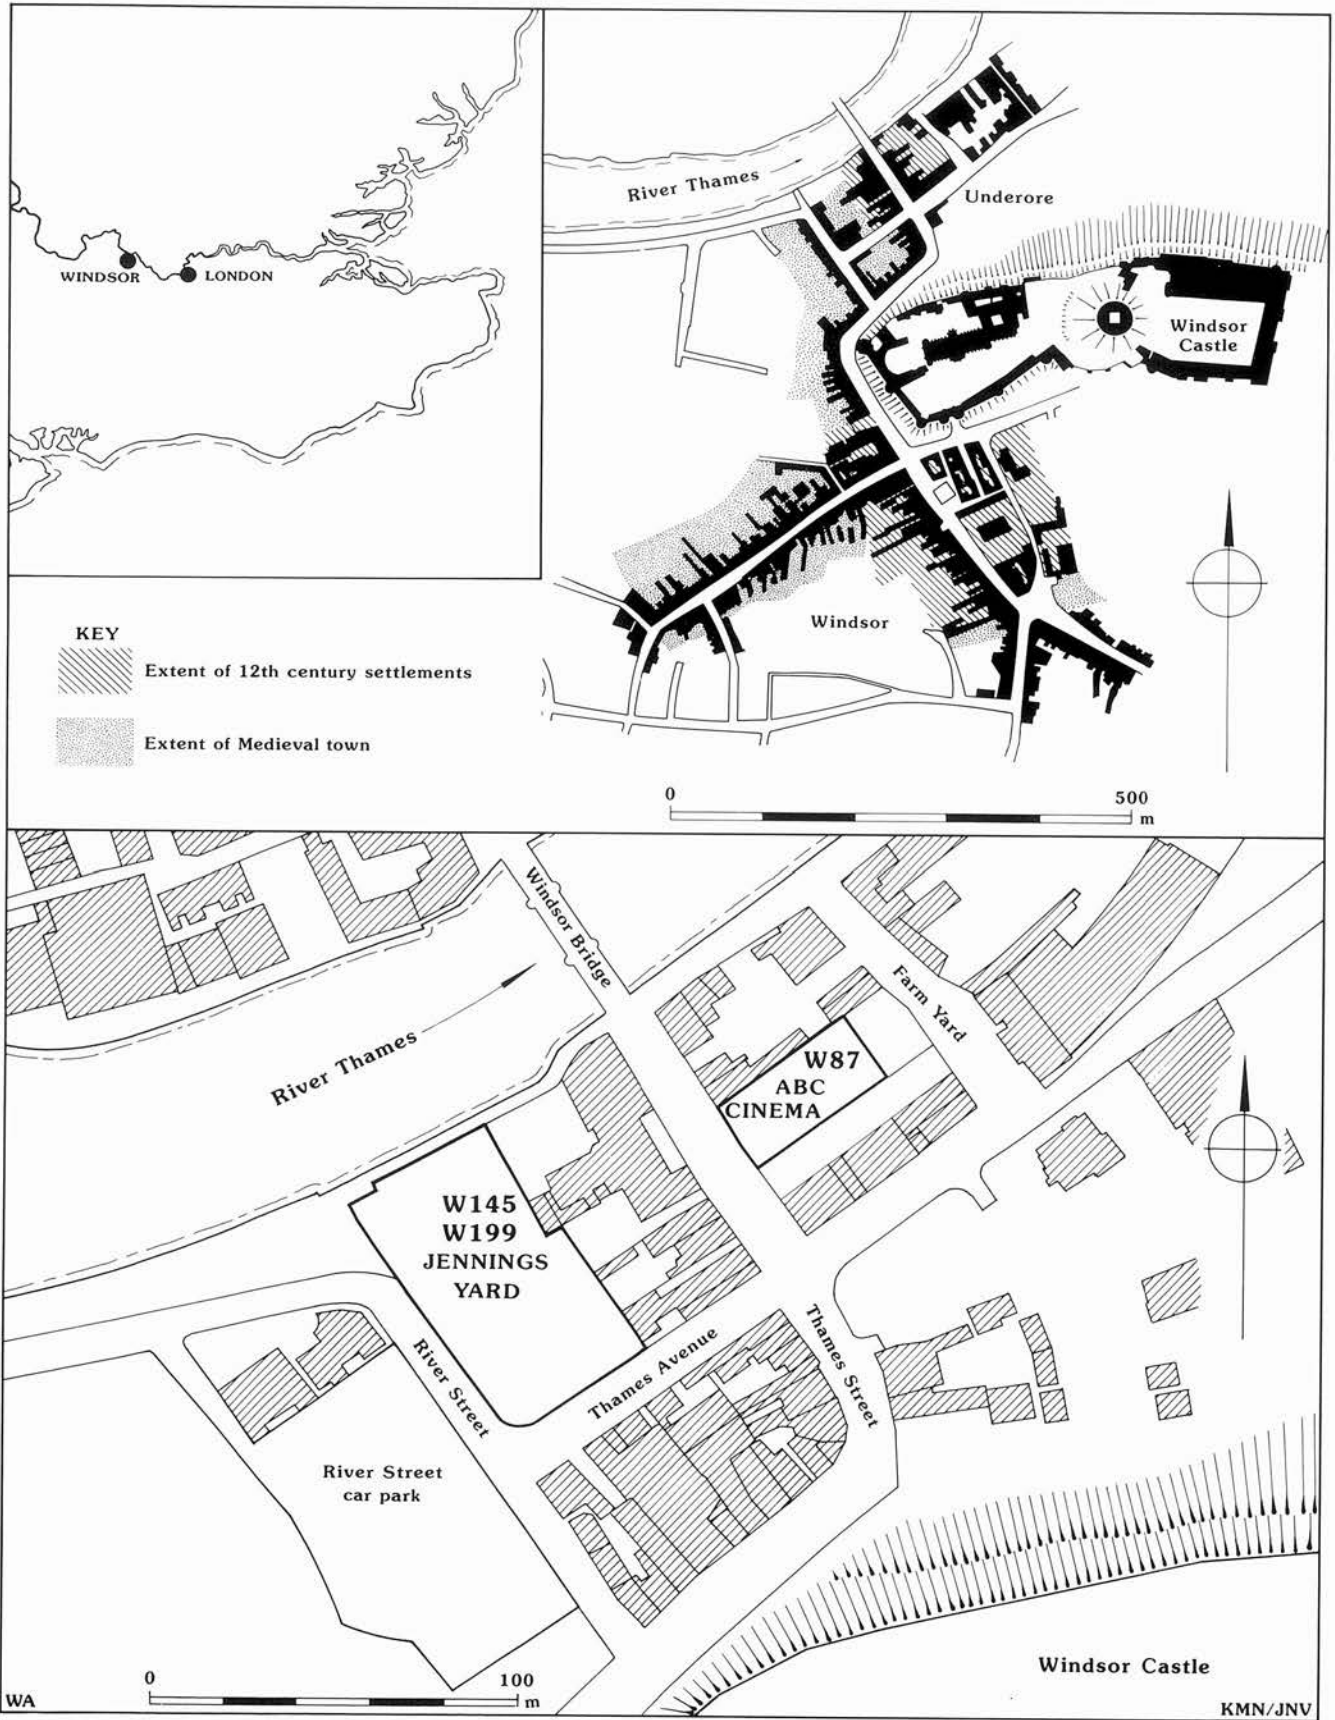 WINDSOR
LONDON
River Thames
Underore
Windsor
Castle
Windsor
KEY
Extent of 12th century settlements
Extent of Medieval town
0
500
m
Windsor Bridge
River Thames
Farm Yard
W87
ABC
CINEMA
W145
W199
JENNINGS
YARD
River Street
Thames Avenue
Thames Street
River Street
car park
Windsor Castle
0
100
m
WA
KMN/JNV